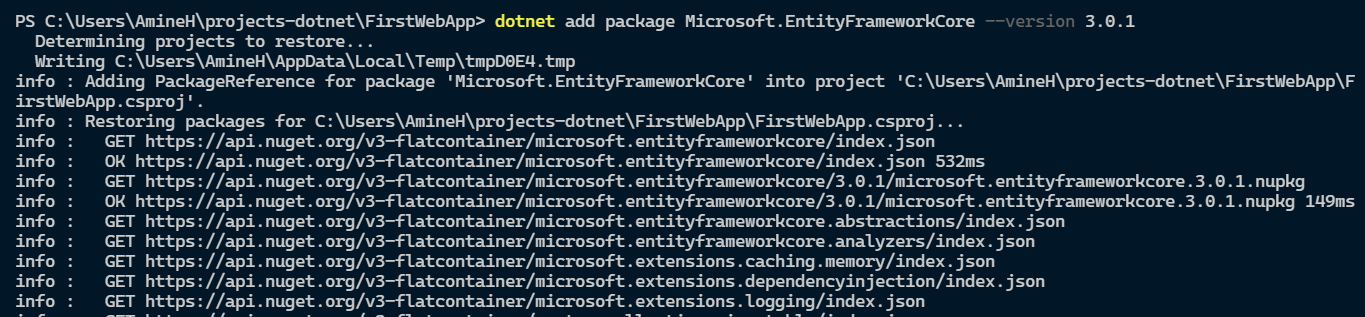 PS C:\Users\AmineH\projects-dotnet\FirstWebApp> dotnet add package Microsoft.EntityFrameworkCore --version 3.0.1
  Determining projects to restore...
  Writing C:\Users\AmineH\AppData\Local\Temp\tmpD0E4.tmp
info : Adding PackageReference for package 'Microsoft.EntityFrameworkCore' into project 'C:\Users\AmineH\projects-dotnet\FirstWebApp\F
irstWebApp.csproj'.
info : Restoring packages for C:\Users\AmineH\projects-dotnet\FirstWebApp\FirstWebApp.csproj...
info :   GET https://api.nuget.org/v3-flatcontainer/microsoft.entityframeworkcore/index.json
info :   OK https://api.nuget.org/v3-flatcontainer/microsoft.entityframeworkcore/index.json 532ms
info :   GET https://api.nuget.org/v3-flatcontainer/microsoft.entityframeworkcore/3.0.1/microsoft.entityframeworkcore.3.0.1.nupkg
info :   OK https://api.nuget.org/v3-flatcontainer/microsoft.entityframeworkcore/3.0.1/microsoft.entityframeworkcore.3.0.1.nupkg 149ms
info :   GET https://api.nuget.org/v3-flatcontainer/microsoft.entityframeworkcore.abstractions/index.json
info :   GET https://api.nuget.org/v3-flatcontainer/microsoft.entityframeworkcore.analyzers/index.json
info :   GET https://api.nuget.org/v3-flatcontainer/microsoft.extensions.caching.memory/index.json
info :   GET https://api.nuget.org/v3-flatcontainer/microsoft.extensions.dependencyinjection/index.json
info :   GET https://api.nuget.org/v3-flatcontainer/microsoft.extensions.logging/index.json